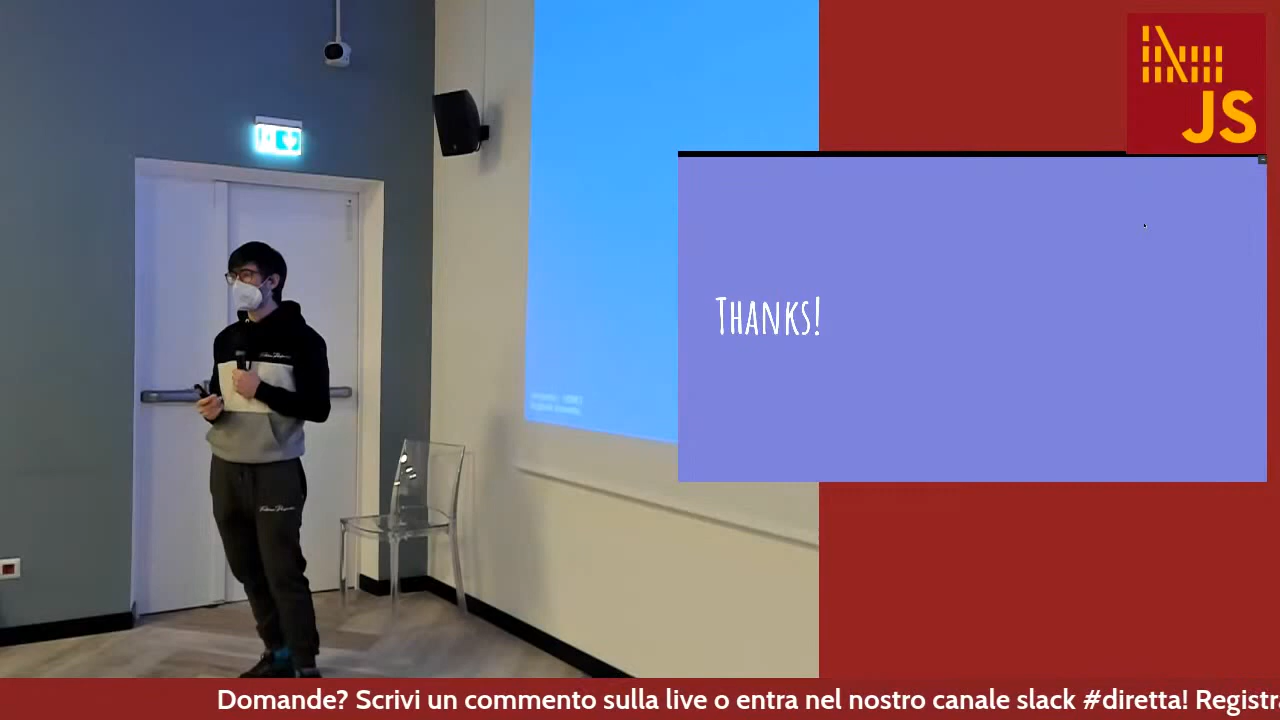 JS
THANKS!
Domande? Scrivi un commento sulla live o entra nel nostro canale slack #diretta! Registra